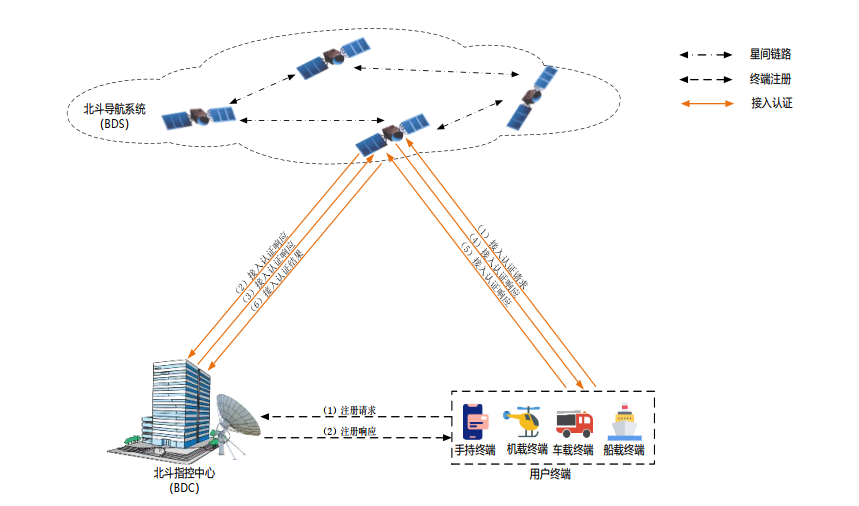 星间链路
终端注册
接入认证
北斗导航系统
(BDS)
(2) 接入认证响应
(3) 接入认证响应
(6) 接入认证结果
(1) 接入认证请求
(4) 接入认证响应
(5) 接入认证响应
(1) 注册请求
(2) 注册响应
手持终端
机载终端
车载终端
船载终端
用户终端
北斗指控中心
(BDC)